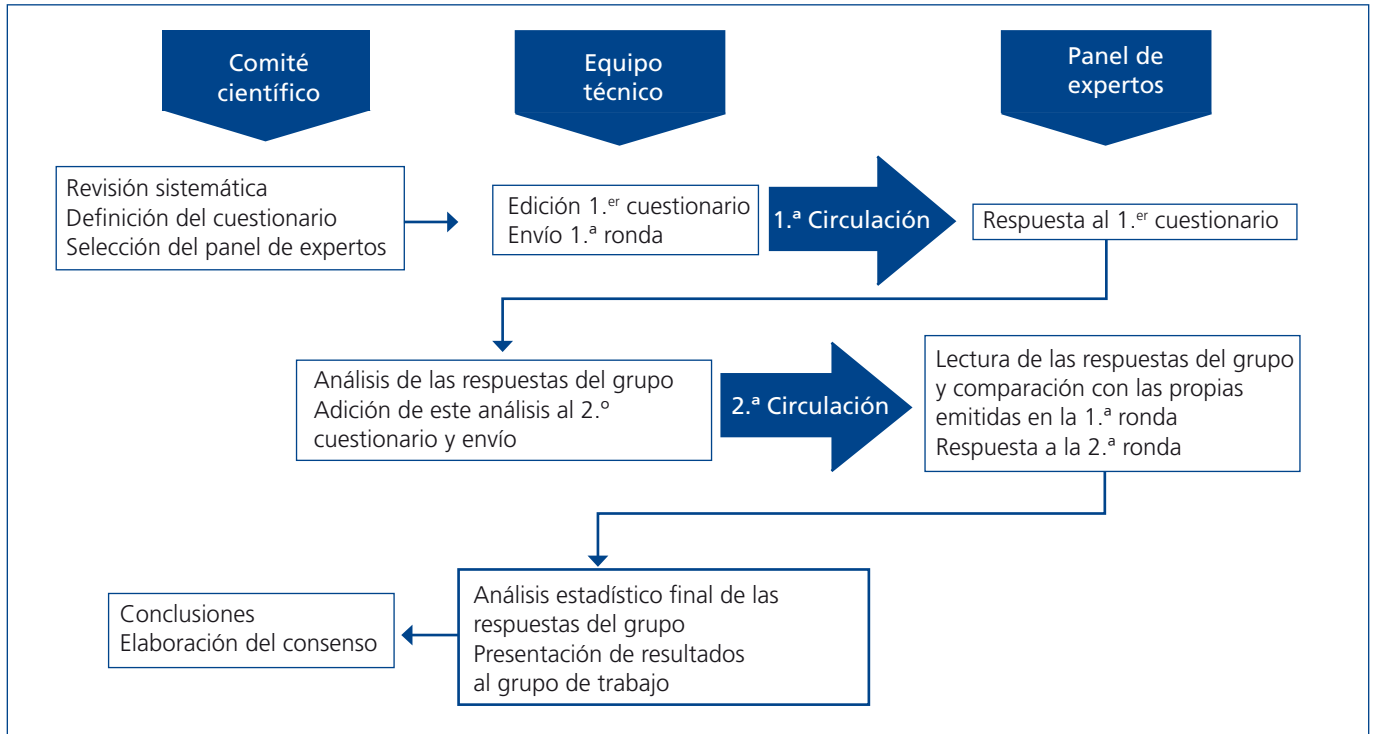 Comité
científico
Equipo
técnico
Panel de
expertos
Revisión sistemática
Definición del cuestionario
Selección del panel de expertos
Edición 1.er cuestionario
Envío 1.ª ronda
1.ª Circulación
Respuesta al 1.er cuestionario
Análisis de las respuestas del grupo
Adición de este análisis al 2.º
cuestionario y envío
2.ª Circulación
Lectura de las respuestas del grupo
y comparación con las propias
emitidas en la 1.ª ronda
Respuesta a la 2.ª ronda
Análisis estadístico final de las
respuestas del grupo
Presentación de resultados
al grupo de trabajo
Conclusiones
Elaboración del consenso